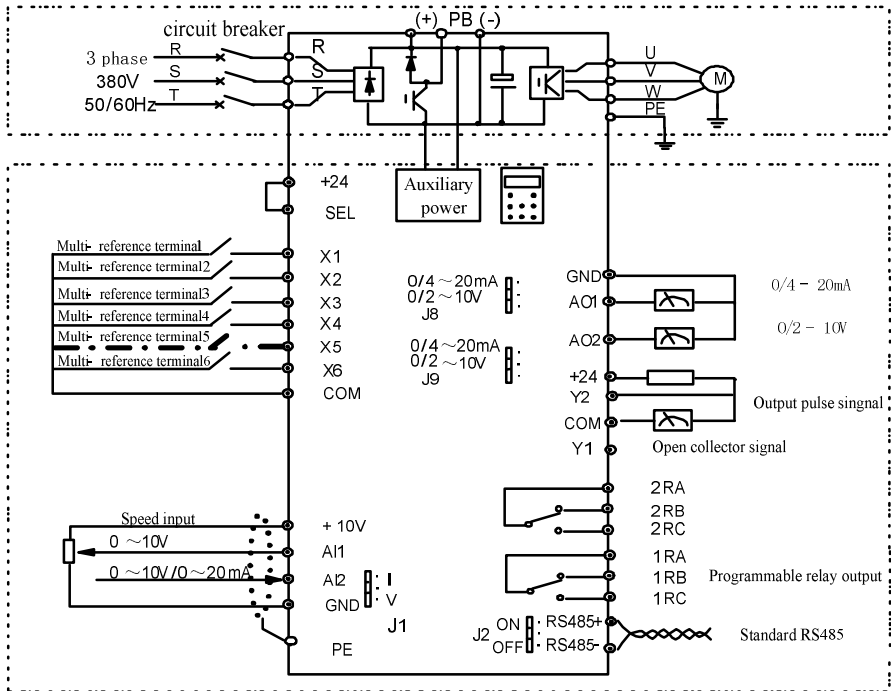 circuit breaker
(+) PB (-)
3 phase
380V
50/60Hz
R
S
T
R
S
T
U
V
W
PE
M
+24
SEL
Auxiliary
power
Multi- reference terminal
Multi- reference terminal2
Multi- reference terminal3
Multi- reference terminal4
Multi- reference terminal5
Multi- reference terminal6
X1
X2
X3
X4
X5
X6
COM
0/4～20mA
0/2～10V
J8
0/4～20mA
0/2～10V
J9
GND
AO1
AO2
+24
Y2
COM
Y1
0/4- 20mA
0/2- 10V
Output pulse singnal
Open collector signal
2RA
2RB
2RC
1RA
1RB
1RC
Programmable relay output
Speed input
0 ～10V
0 ～10V/0～20mA
+ 10V
AI1
AI2
GND
PE
I
V
J1
J2
ON
OFF
RS485+
RS485-
Standard RS485